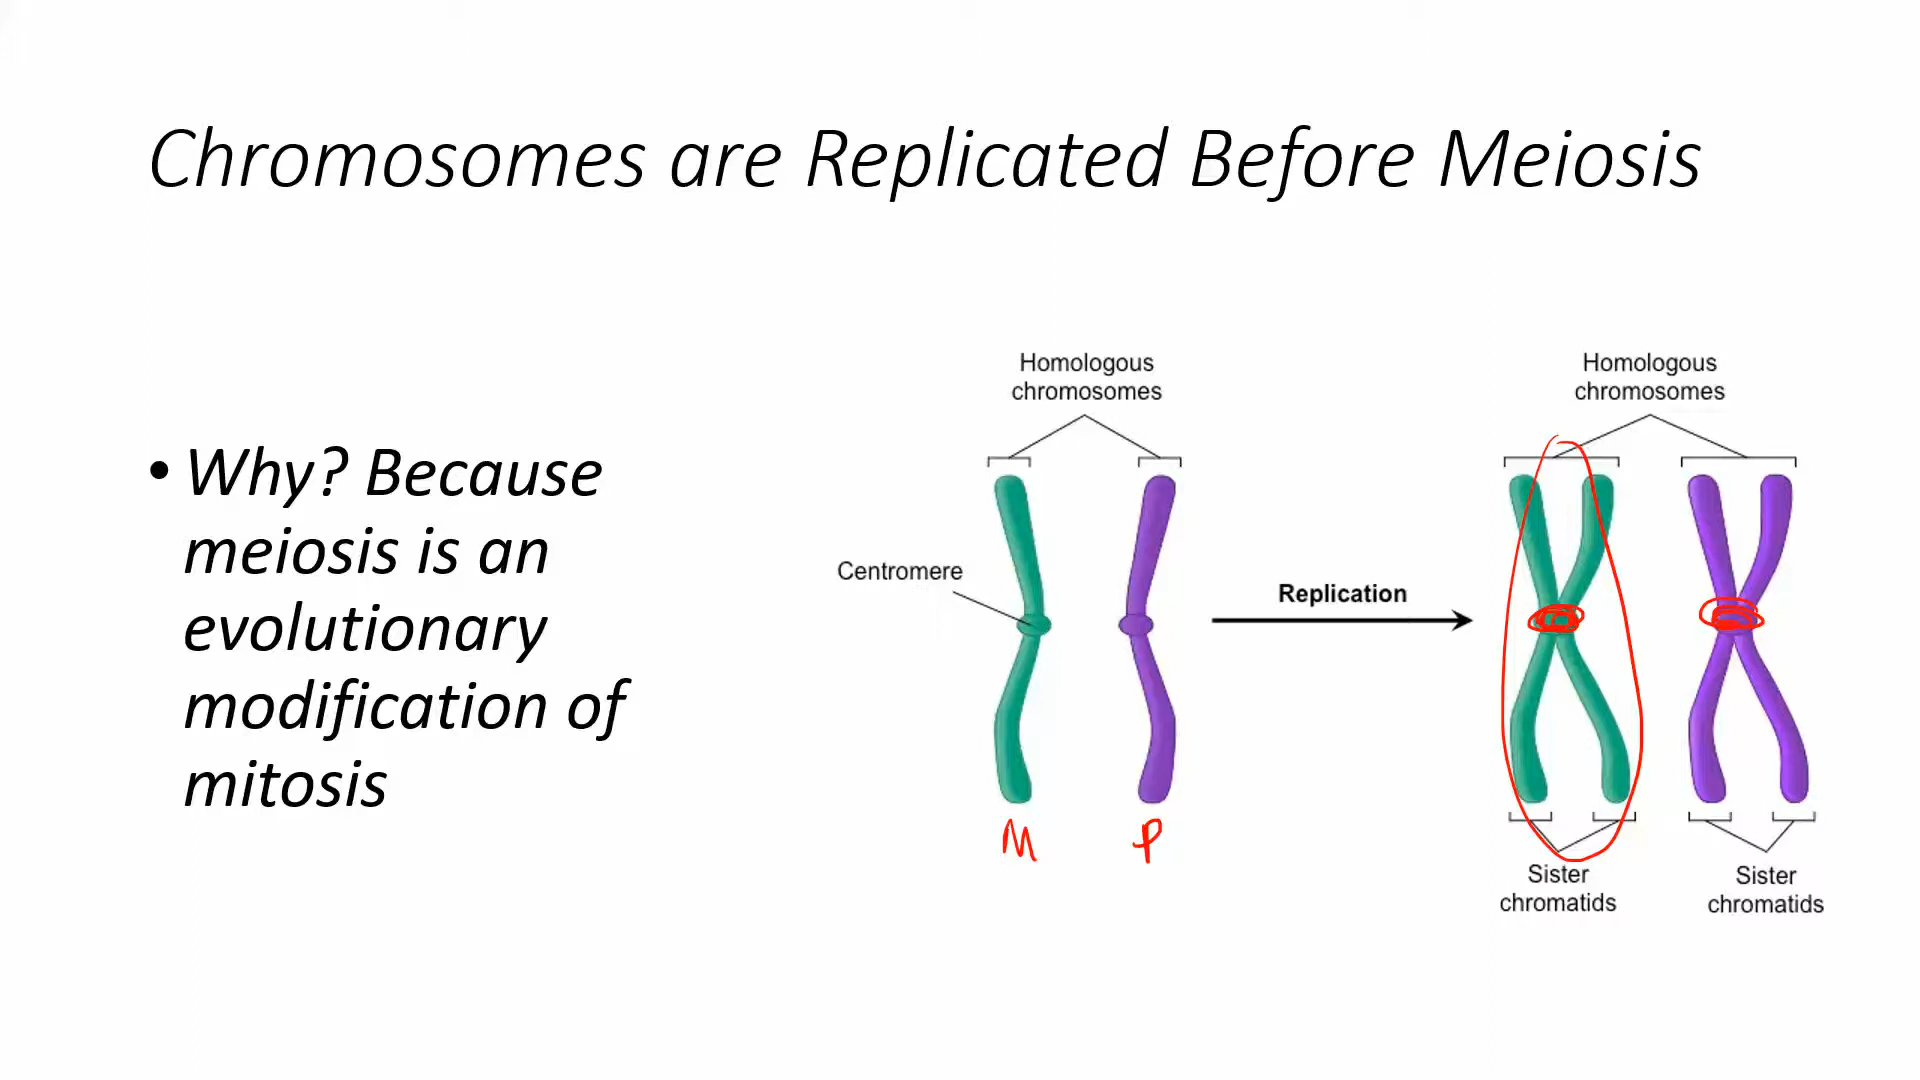 Chromosomes are Replicated Before Meiosis
• Why? Because
meiosis is an
evolutionary
modification of
mitosis
Homologous
chromosomes
Centromere
M P
Replication
Homologous
chromosomes
Sister
chromatids
Sister
chromatids